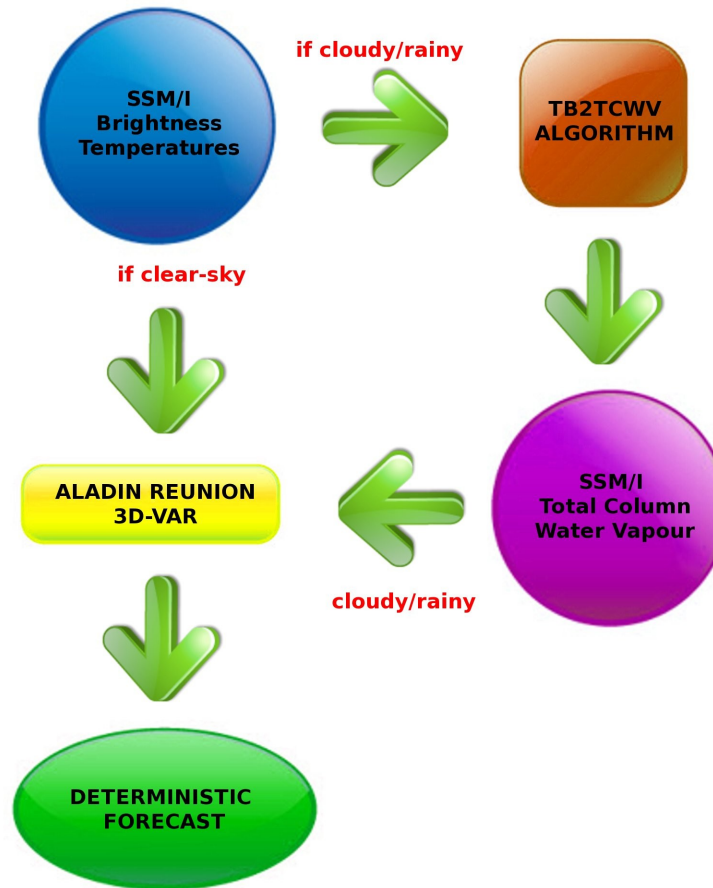 if cloudy/rainy
SSM/I
Brightness
Temperatures
TB2TCWV
ALGORITHM
if clear-sky
ALADIN REUNION
3D-VAR
SSM/I
Total Column
Water Vapour
cloudy/rainy
DETERMINISTIC
FORECAST